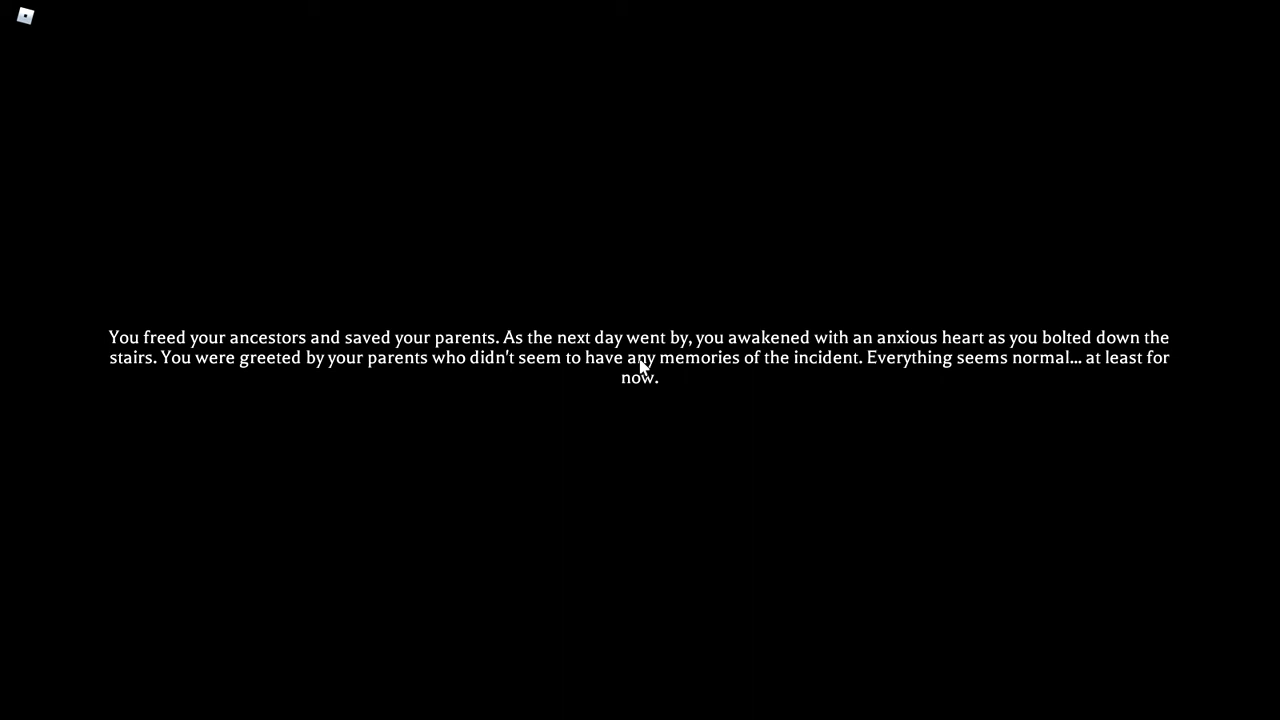 You freed your ancestors and saved your parents. As the next day went by, you awakened with an anxious heart as you bolted down the
stairs. You were greeted by your parents who didn't seem to have any memories of the incident. Everything seems normal... at least for
now.